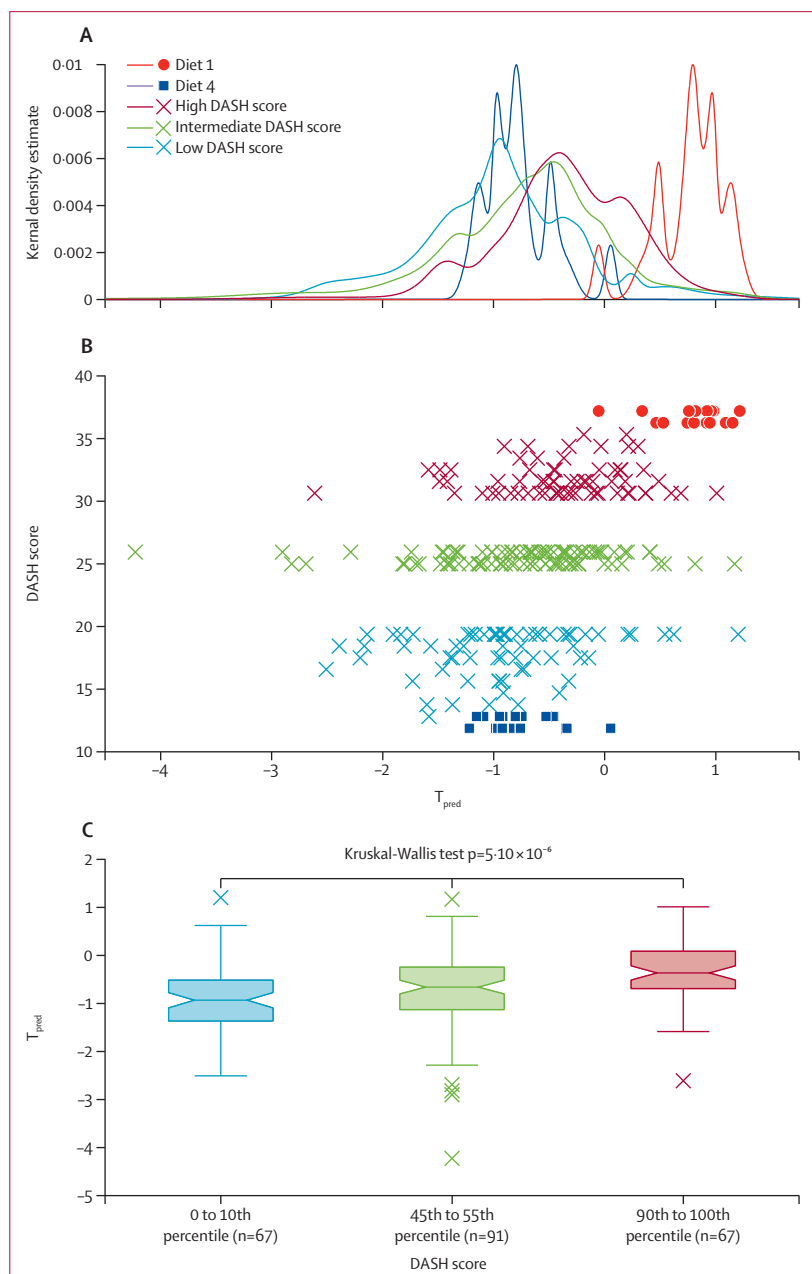 A
Kernal density estimate
0·01
0·008
0·006
0·004
0·002
0
Diet 1
Diet 4
High DASH score
Intermediate DASH score
Low DASH score
B
DASH score
40
35
30
25
20
15
10
–4
–3
–2
–1
0
1
Tpred
C
Kruskal-Wallis test p=5·10 × 10⁻⁶
Tpred
2
1
0
–1
–2
–3
–4
–5
0 to 10th
percentile (n=67)
45th to 55th
percentile (n=91)
90th to 100th
percentile (n=67)
DASH score